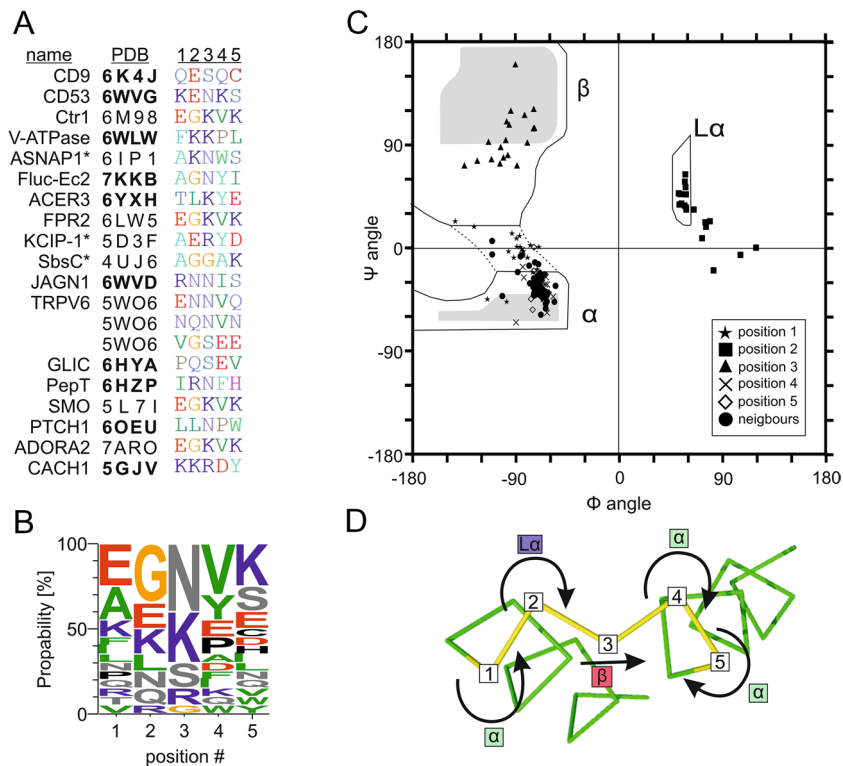 A
name PDB 12345
CD9 6K4J QESQC
CD53 6WVG KENKS
Ctr1 6M98 EGKVK
V-ATPase 6WLW FKKPL
ASNAP1* 6IP1 AKNWS
Fluc-Ec2 7KKB AGNYI
ACER3 6YXH TLKYE
FPR2 6LW5 EGKVK
KCIP-1* 5D3F AERYD
SbsC* 4UJ6 AGGAK
JAGN1 6WVD RNNIS
TRPV6 5WO6 ENNVQ
5WO6 NQNVN
5WO6 VGSEE
GLIC 6HYA PQSEV
PepT 6HZP IRNFH
SMO 5L7I EGKVK
PTCH1 6OEU LLNPW
ADORA2 7ARO EGKVK
CACH1 5GJV KKRDY
B
Propability [%]
100
50
0
E A K F L N P Q R T V
G E K L N Q R
N K S R G
V Y E P A D F K Q W
K S E C D H L N Q V W Y
1 2 3 4 5
position #
C
180
90
0
-90
-180
Ψ angle
β
Lα
α
position 1
position 2
position 3
position 4
position 5
neigbours
-180 -90 0 90 180
Φ angle
D
Lα
α
2
4
3
1
5
β
α
α